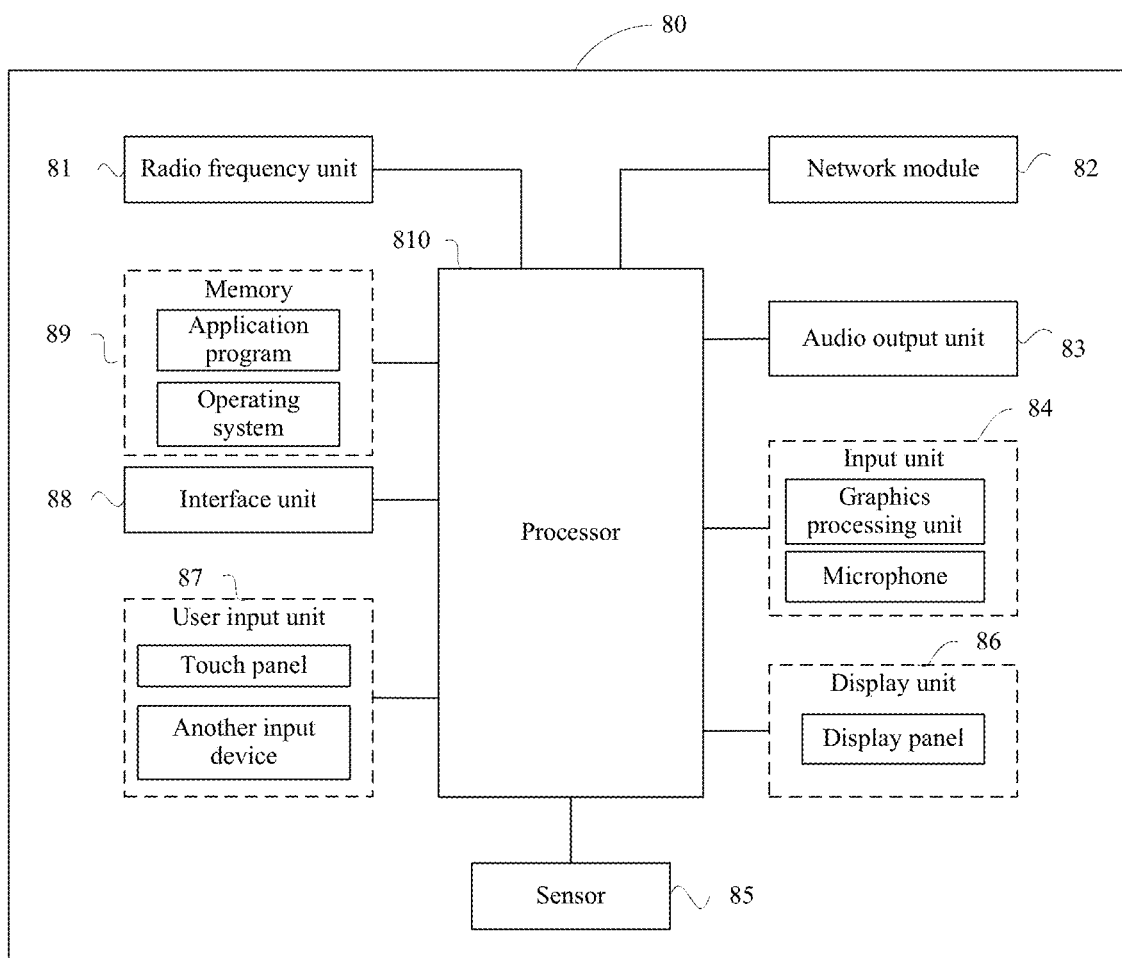 80
81
Radio frequency unit
Network module
82
810
Memory
Application
program
Operating
system
89
Audio output unit
83
84
Input unit
Graphics
processing unit
Microphone
88
Interface unit
Processor
87
User input unit
Touch panel
Another input
device
86
Display unit
Display panel
Sensor
85